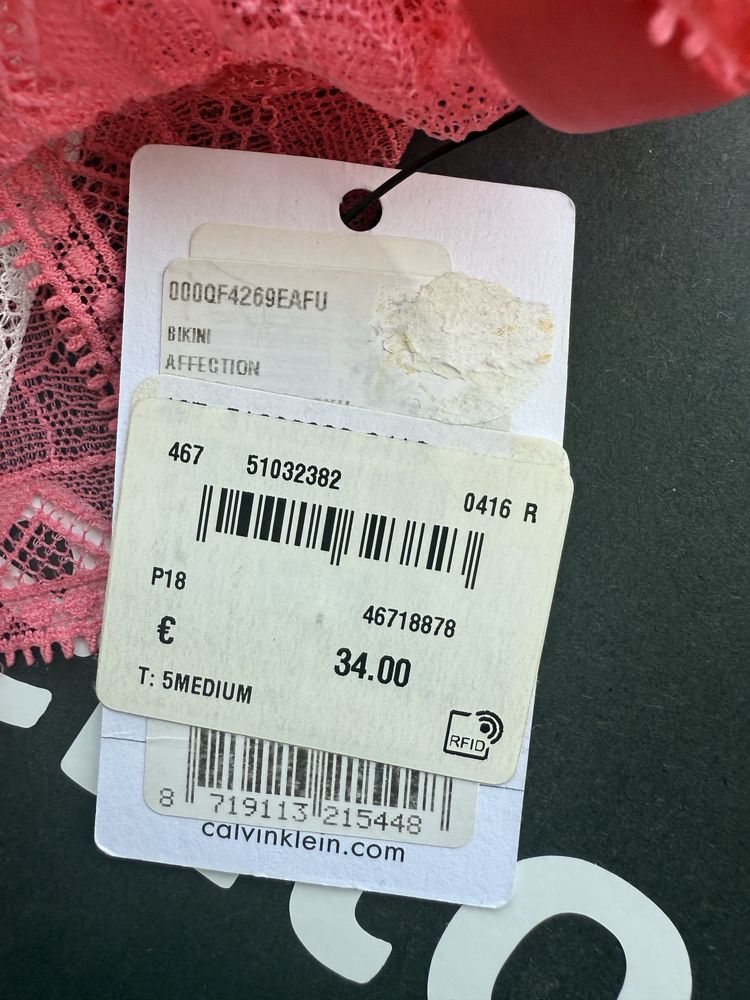 000QF4269EAFU
BIKINI
AFFECTION
467 51032382 0416 R
P18
46718878
€ 34.00
T: 5MEDIUM
RFID
8 719113 215448
calvinklein.com